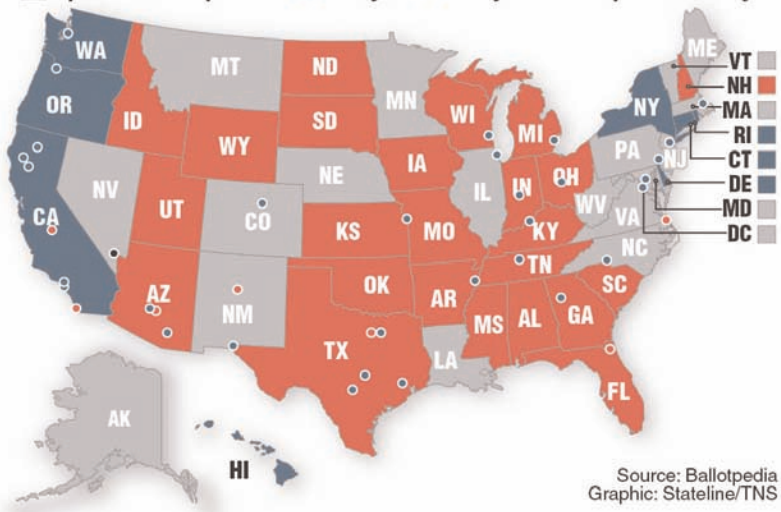 WA
OR
CA
ID
NV
AZ
MT
WY
UT
CO
NM
ND
SD
NE
KS
OK
TX
MN
IA
MO
AR
LA
WI
IL
MS
MI
IN
KY
TN
AL
OH
GA
FL
SC
NC
VA
WV
PA
NY
NJ
ME
VT
NH
MA
RI
CT
DE
MD
DC
AK
HI
Source: Ballotpedia
Graphic: Stateline/TNS